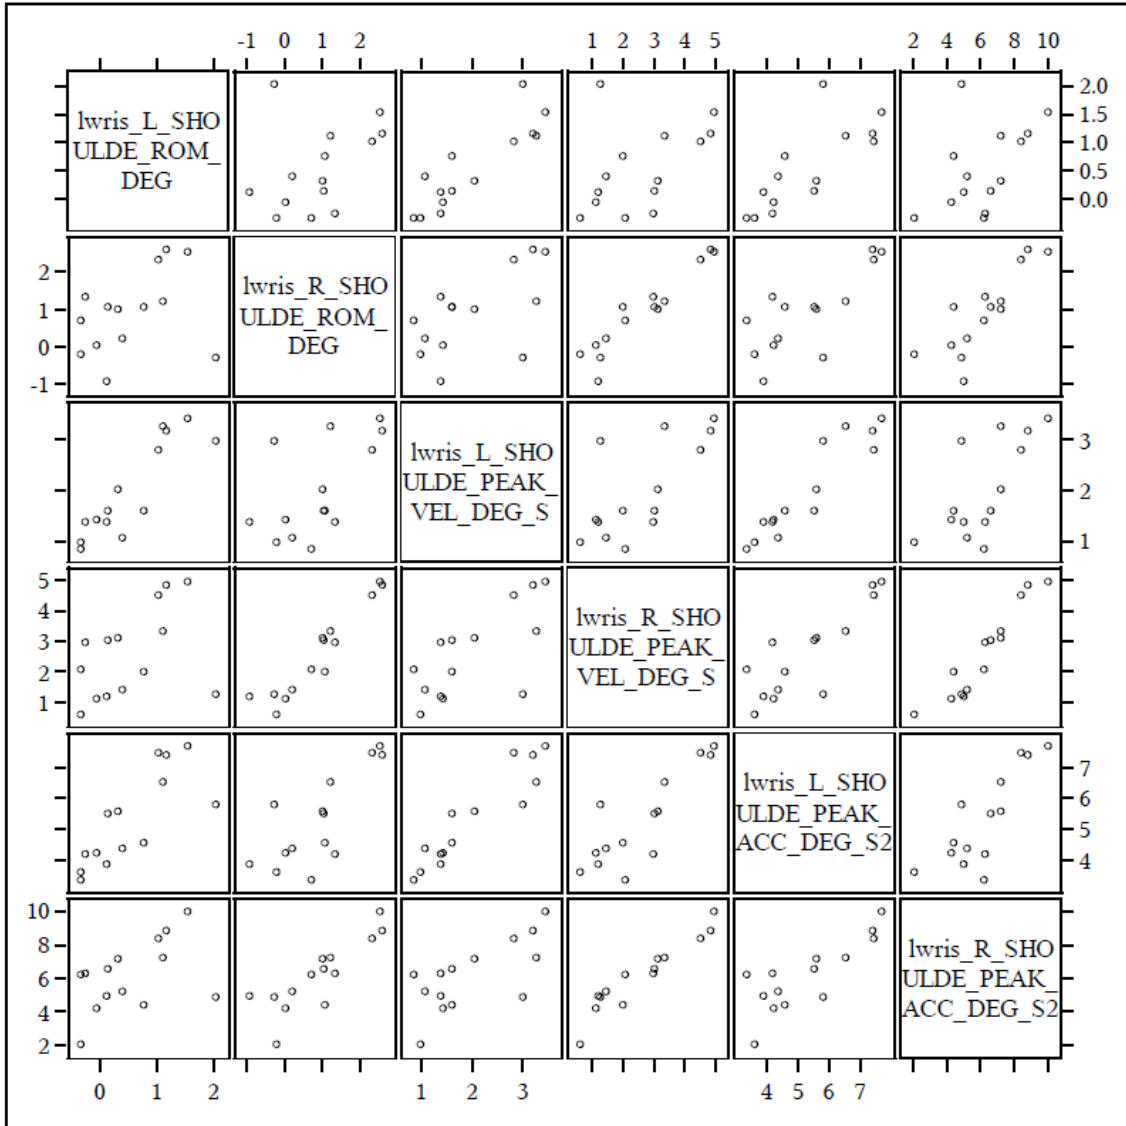 -1 0 1 2 1 2 3 4 5 2 4 6 8 10
lwris_L_SHO
ULDE_ROM_
DEG
2.0
1.5
1.0
0.0
2
1
0
-1
lwris_R_SHO
ULDE_ROM_
DEG
lwris_L_SHO
ULDE_PEAK_
VEL_DEG_S
3
2
1
5
4
3
2
1
lwris_R_SHO
ULDE_PEAK_
VEL_DEG_S
lwris_L_SHO
ULDE_PEAK_
ACC_DEG_S2
7
6
5
4
10
8
6
4
2
lwris_R_SHO
ULDE_PEAK_
ACC_DEG_S2
0 1 2 1 2 3 4 5 6 7